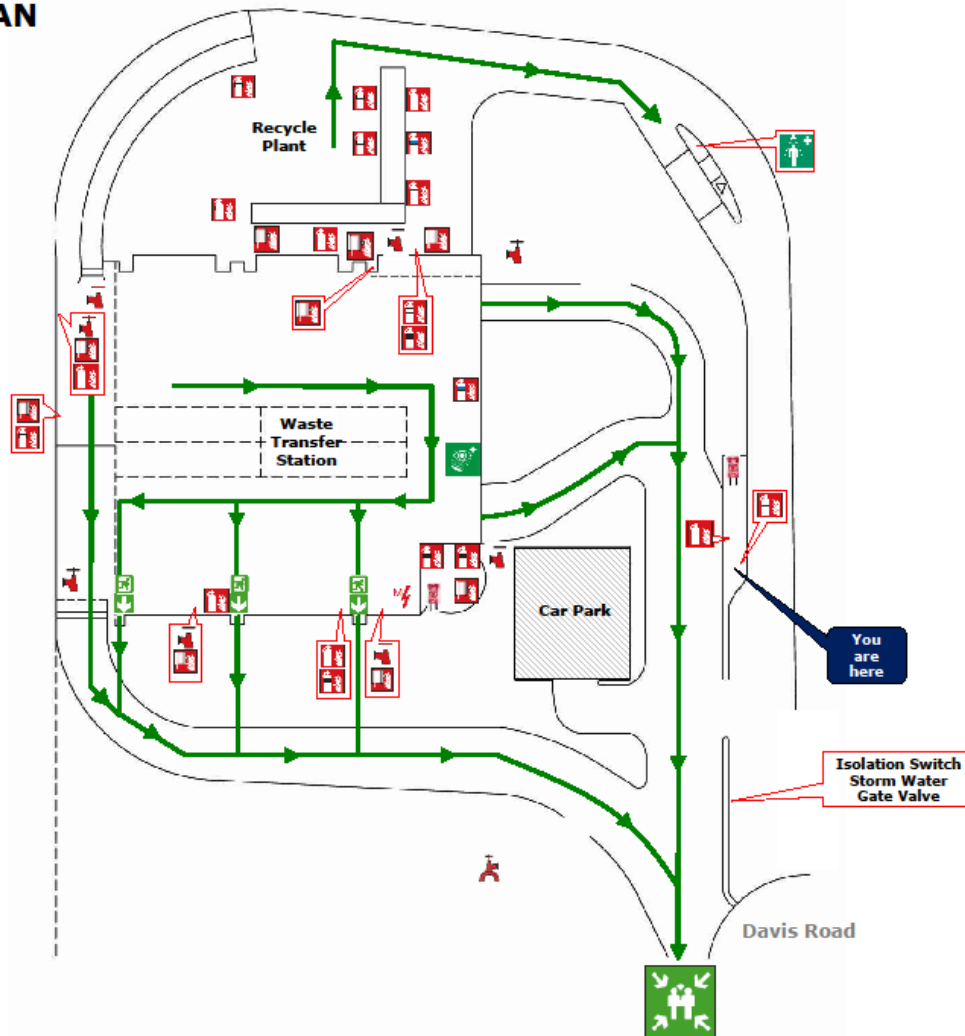 AN
Recycle
Plant
Waste
Transfer
Station
Car Park
You
are
here
Isolation Switch
Storm Water
Gate Valve
Davis Road